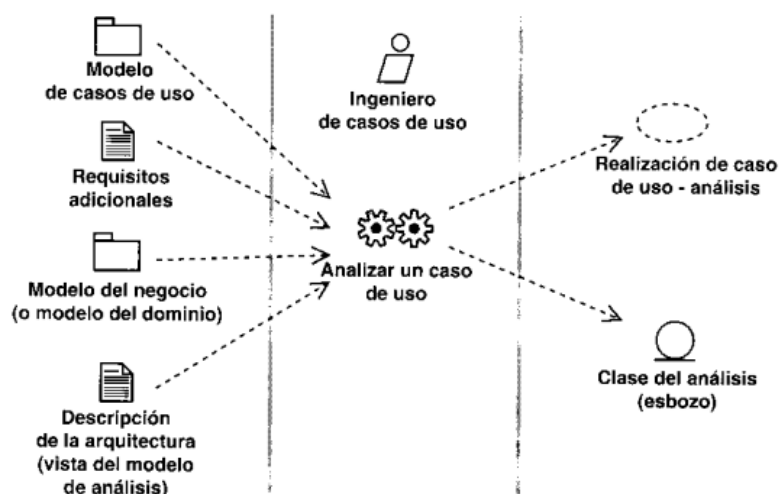 Modelo
de casos de uso
Requisitos
adicionales
Modelo del negocio
(o modelo del dominio)
Descripción
de la arquitectura
(vista del modelo
de análisis)
Ingeniero
de casos de uso
Analizar un caso
de uso
Realización de caso
de uso - análisis
Clase del análisis
(esbozo)